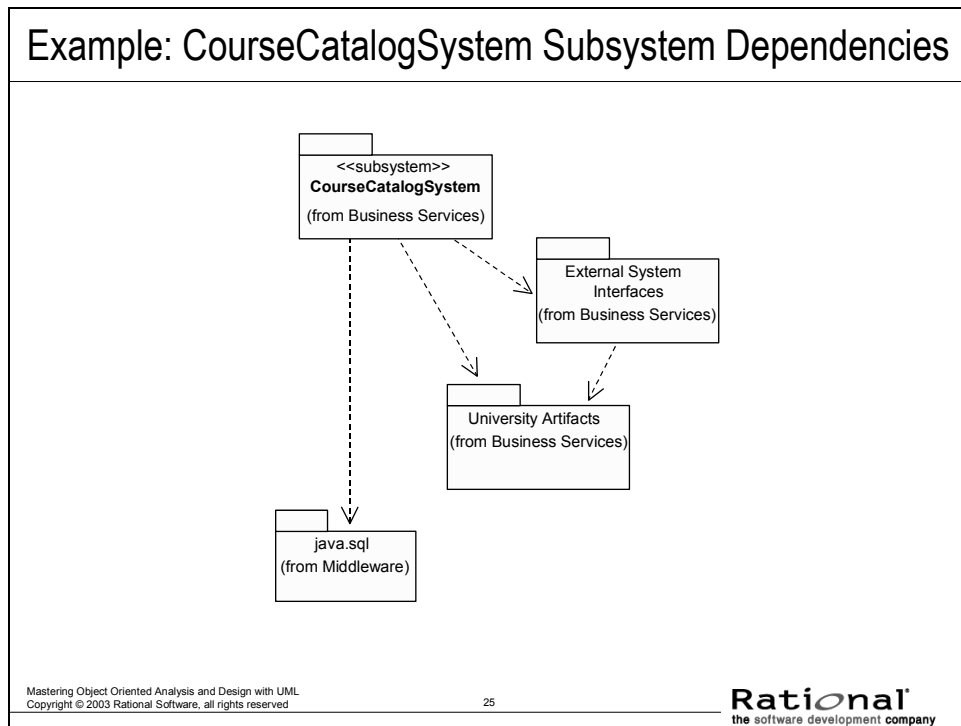 Example: CourseCatalogSystem Subsystem Dependencies
<<subsystem>>
CourseCatalogSystem
(from Business Services)
External System
Interfaces
(from Business Services)
University Artifacts
(from Business Services)
java.sql
(from Middleware)
Mastering Object Oriented Analysis and Design with UML
Copyright © 2003 Rational Software, all rights reserved
25
Rational
the software development company